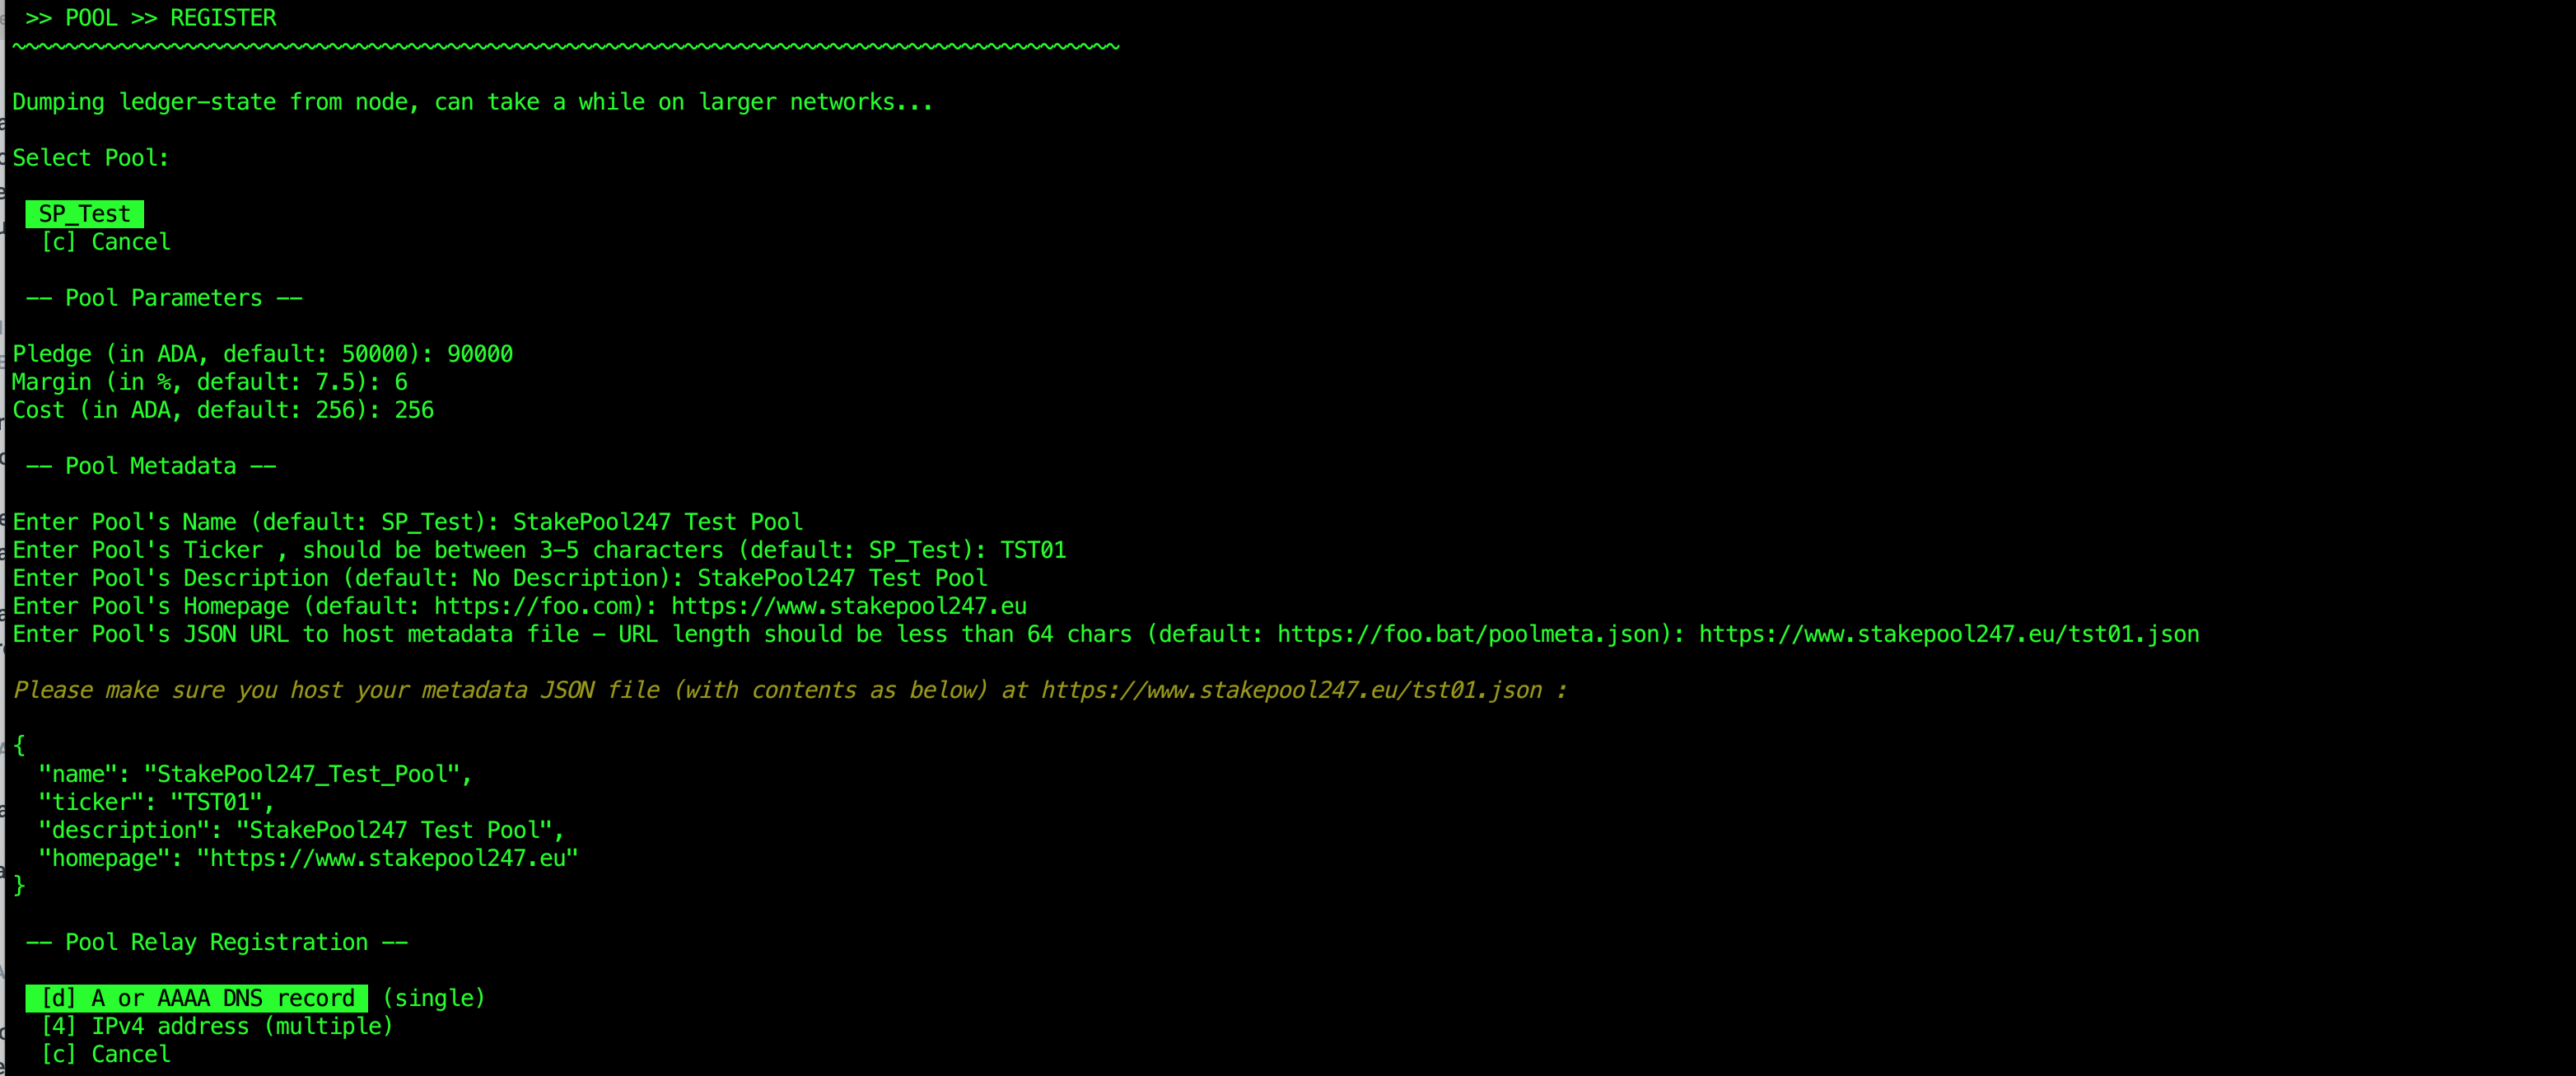 >> POOL >> REGISTER
~~~~~~~~~~~~~~~~~~~~~~~~~~~~~~~~~~~~~~~~~~~~~~~~~~~~~~~~~~~~~~~~~~~~~~~~~~~~~~~~~~~~
Dumping ledger-state from node, can take a while on larger networks...
Select Pool:
SP_Test
[c] Cancel
-- Pool Parameters --
Pledge (in ADA, default: 50000): 90000
Margin (in %, default: 7.5): 6
Cost (in ADA, default: 256): 256
-- Pool Metadata --
Enter Pool's Name (default: SP_Test): StakePool247 Test Pool
Enter Pool's Ticker , should be between 3-5 characters (default: SP_Test): TST01
Enter Pool's Description (default: No Description): StakePool247 Test Pool
Enter Pool's Homepage (default: https://foo.com): https://www.stakepool247.eu
Enter Pool's JSON URL to host metadata file - URL length should be less than 64 chars (default: https://foo.bat/poolmeta.json): https://www.stakepool247.eu/tst01.json
Please make sure you host your metadata JSON file (with contents as below) at https://www.stakepool247.eu/tst01.json :
{
"name": "StakePool247_Test_Pool",
"ticker": "TST01",
"description": "StakePool247 Test Pool",
"homepage": "https://www.stakepool247.eu"
}
-- Pool Relay Registration --
[d] A or AAAA DNS record (single)
[4] IPv4 address (multiple)
[c] Cancel